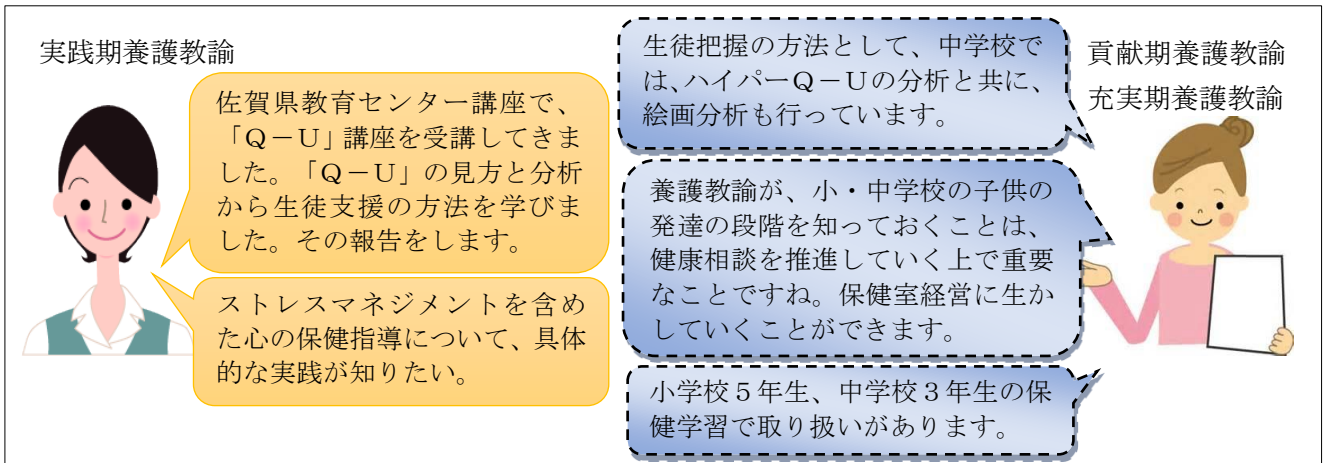 実践期養護教諭
佐賀県教育センター講座で、
「Q-U」講座を受講してきま
した。「Q-U」の見方と分析
から生徒支援の方法を学びま
した。その報告をします。
ストレスマネジメントを含め
た心の保健指導について、具体
的な実践が知りたい。
生徒把握の方法として、中学校で
は、ハイパーQ-Uの分析と共に、
絵画分析も行っています。
養護教諭が、小・中学校の子供の
発達の段階を知っておくことは、
健康相談を推進していく上で重要
なことですね。保健室経営に生か
していくことができます。
小学校5年生、中学校3年生の保
健学習で取り扱いがあります。
貢献期養護教諭
充実期養護教諭